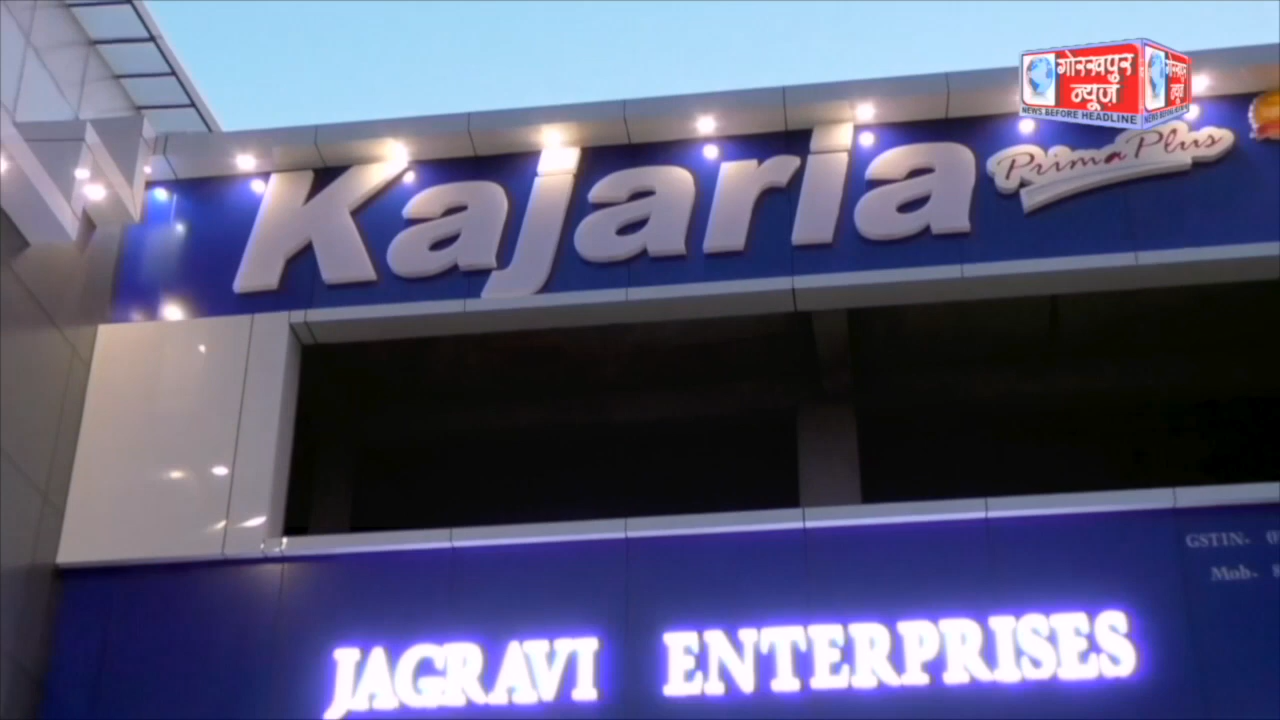 गोरखपुर
न्यूज़
NEWS BEFORE HEADLINE
Kajaria
Prima Plus
GSTIN.
Mob.
JAGRAVI ENTERPRISES